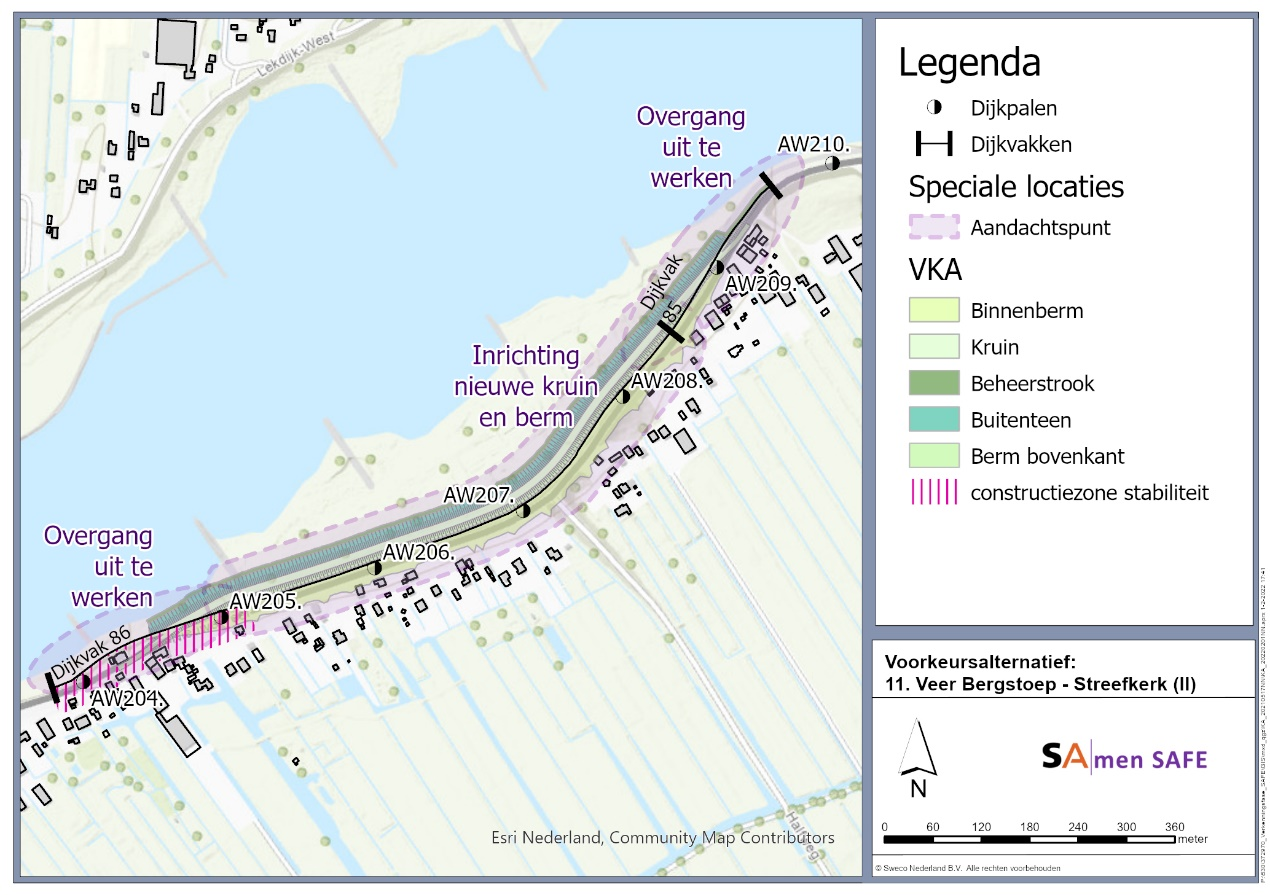 Lekdijk-West
Overgang
uit te
werken
AW210.
AW209.
Dijkvak
85
Inrichting
nieuwe kruin
en berm
AW208.
AW207.
AW206.
Overgang
uit te
werken
AW205.
Dijkvak 86
AW204.
Esri Nederland, Community Map Contributors
Legenda
Dijkpalen
Dijkvakken
Speciale locaties
Aandachtspunt
VKA
Binnenberm
Kruin
Beheerstrook
Buitenteen
Berm bovenkant
constructiezone stabiliteit
Voorkeursalternatief:
11. Veer Bergstoep - Streefkerk (II)
N
SAmen SAFE
0 60 120 180 240 300 360
meter
© Sweco Nederland B.V. Alle rechten voorbehouden